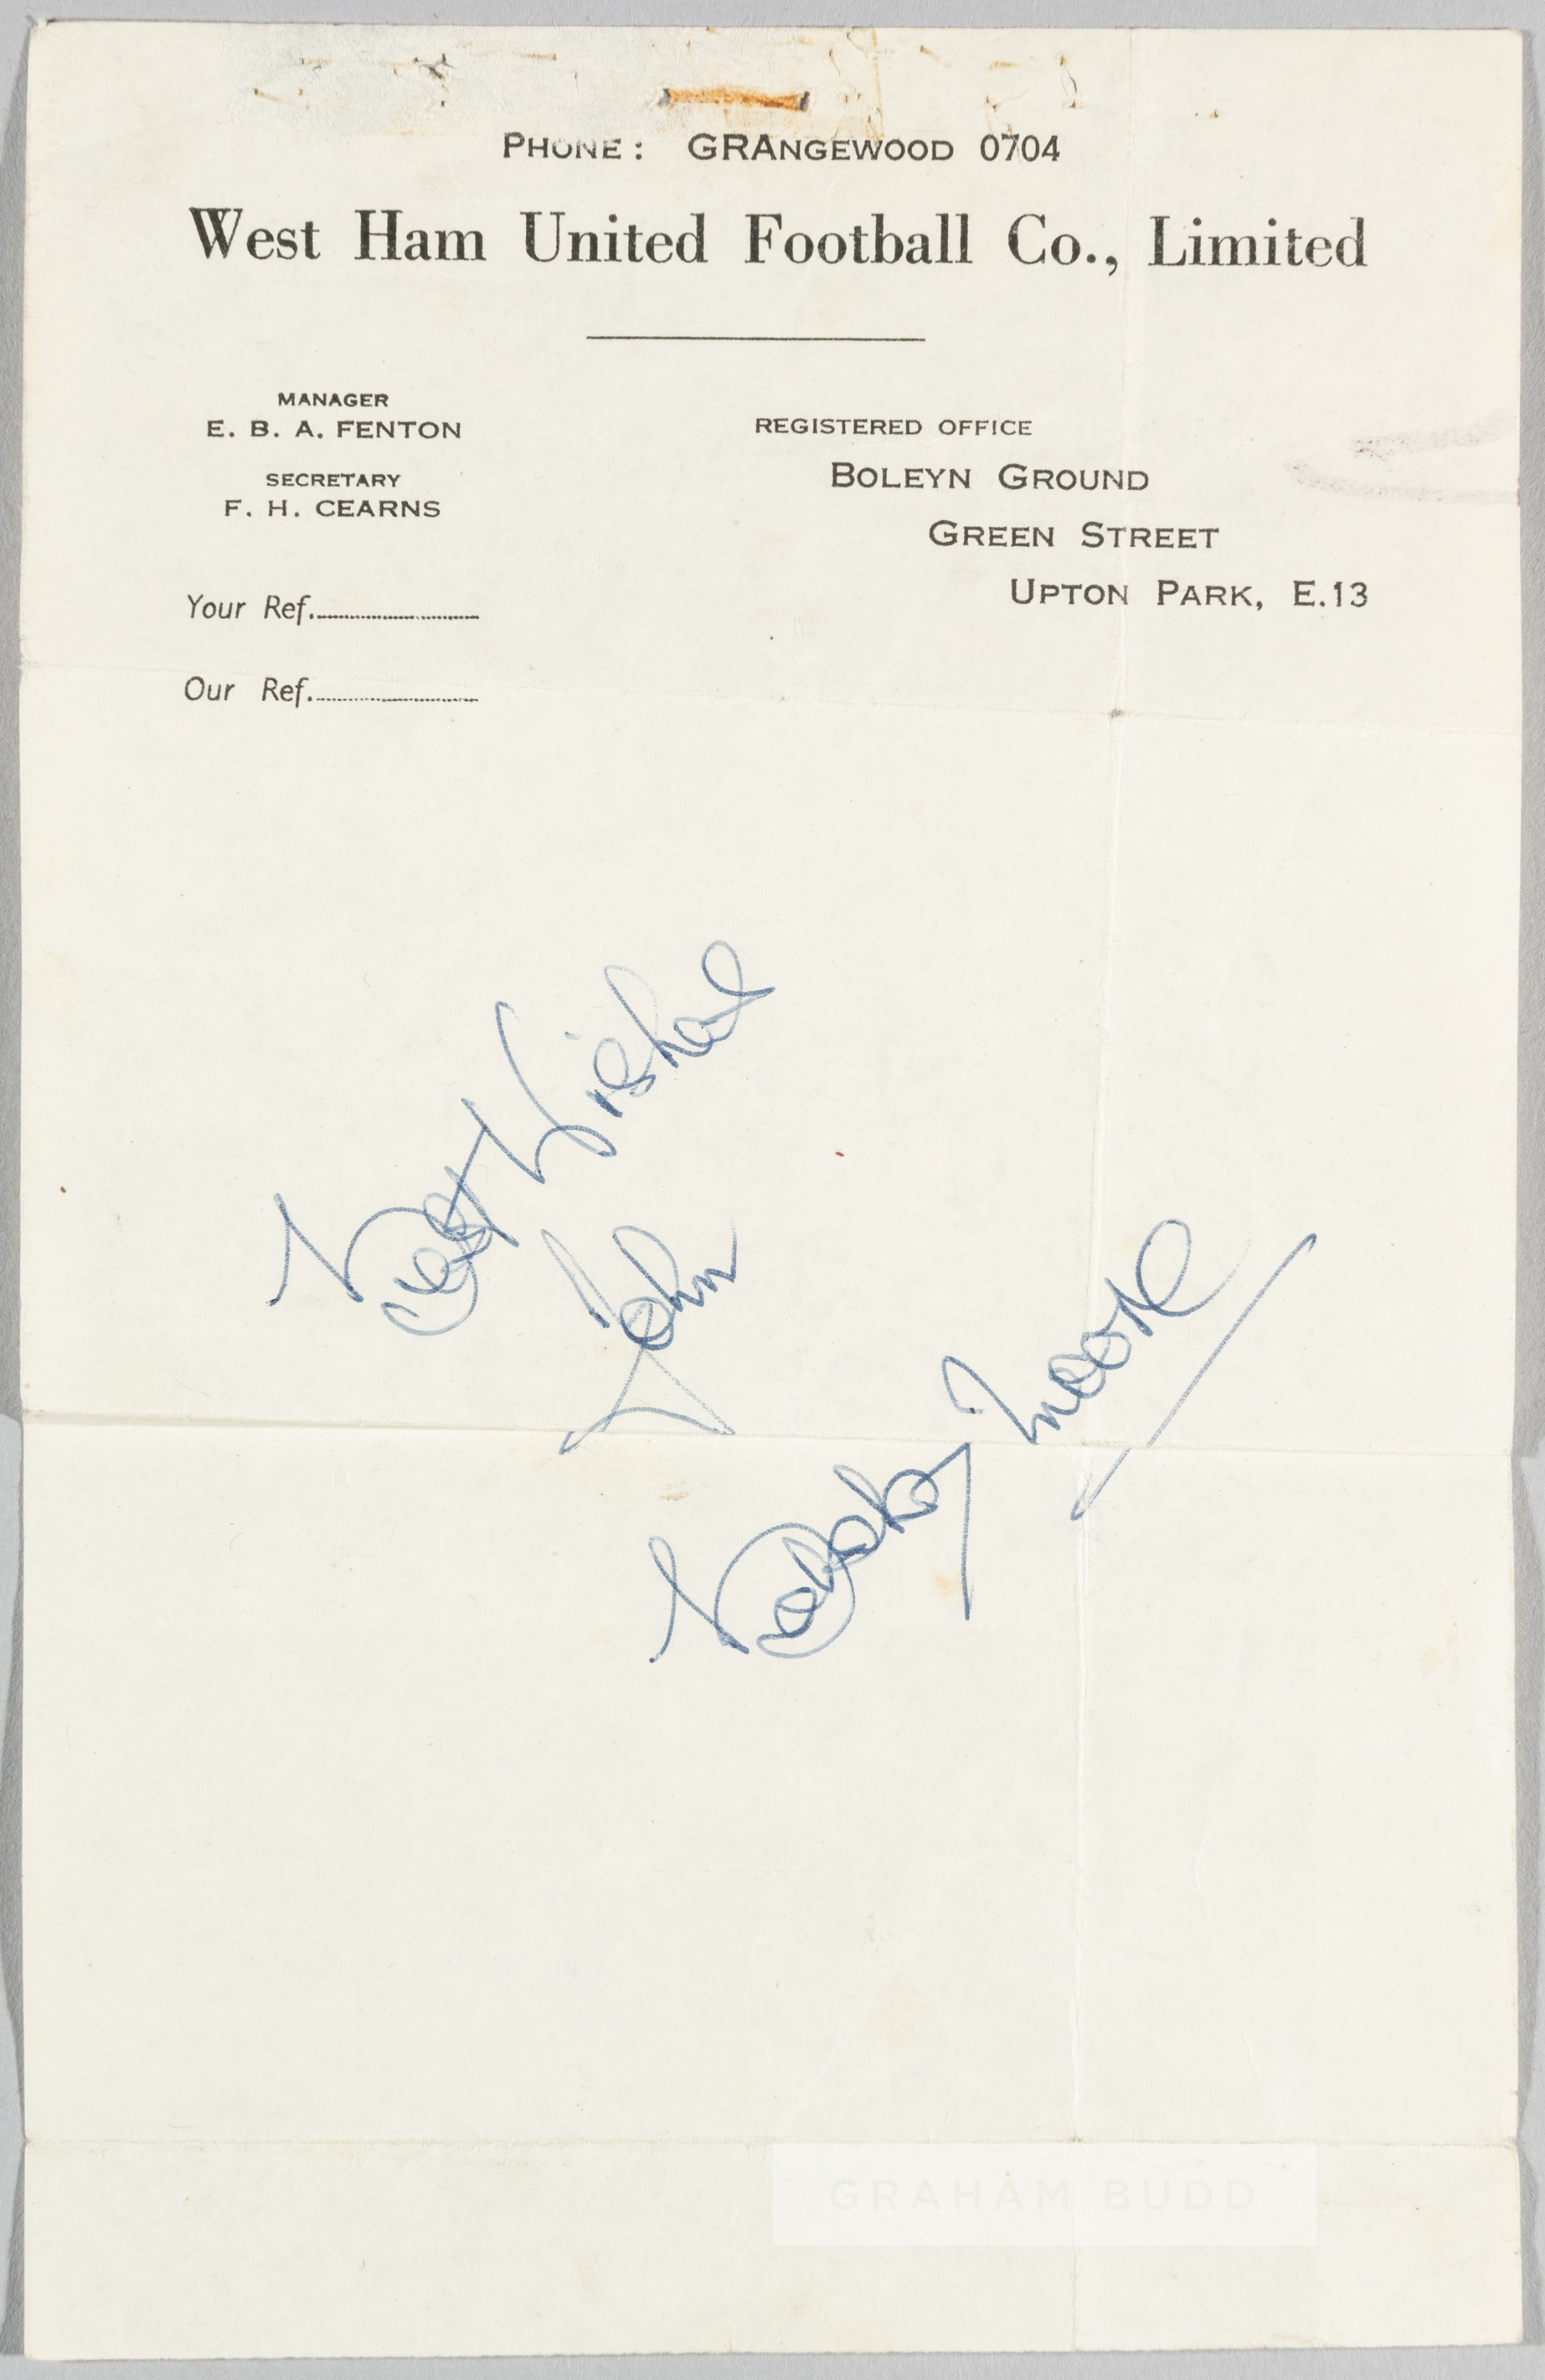 PHONE: GRANGEWOOD 0704
West Ham United Football Co., Limited
MANAGER
E. B. A. FENTON
SECRETARY
F. H. CEARNS
REGISTERED OFFICE
BOLEYN GROUND
GREEN STREET
UPTON PARK, E.13
Your Ref.
Our Ref.
Best Wishes
John
Bobby Moore
GRAHAM BUDD